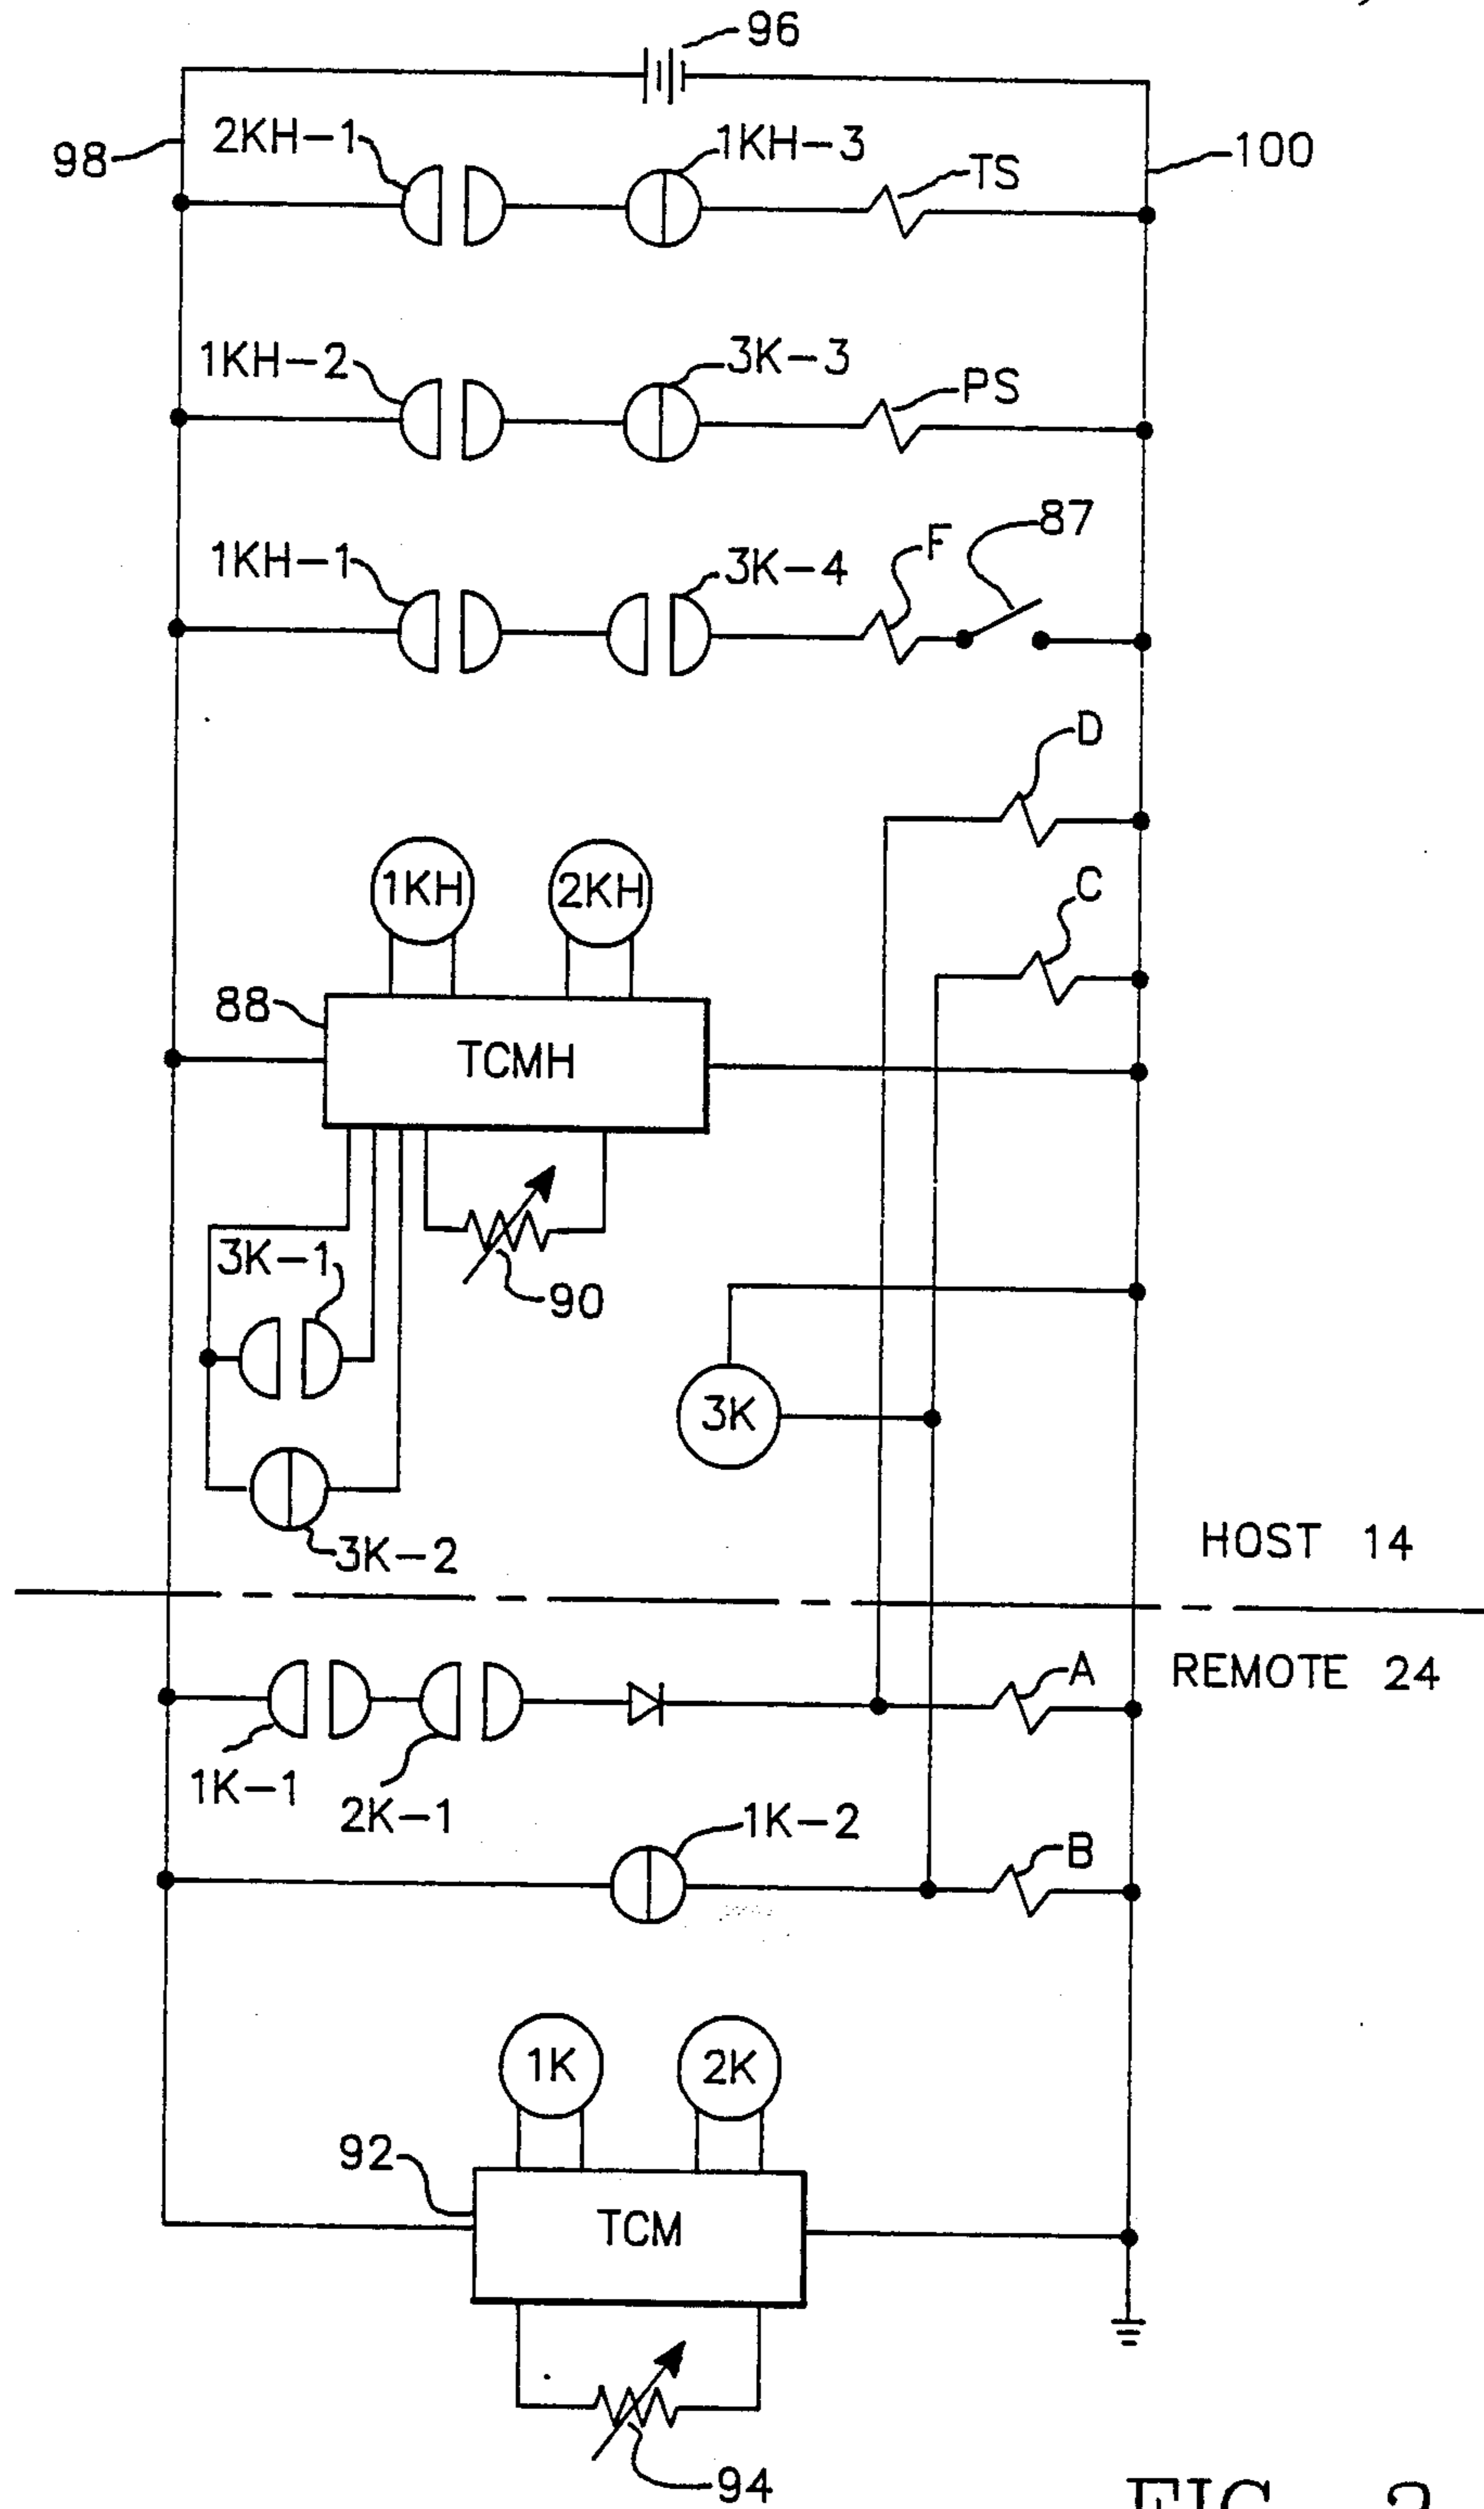 96
98
2KH-1
1KH-3
TS
100
1KH-2
3K-3
PS
1KH-1
3K-4
F
87
D
1KH
2KH
C
88
TCMH
3K-1
90
3K
3K-2
HOST 14
REMOTE 24
A
1K-1
2K-1
1K-2
B
1K
2K
92
TCM
94
FIG. 2